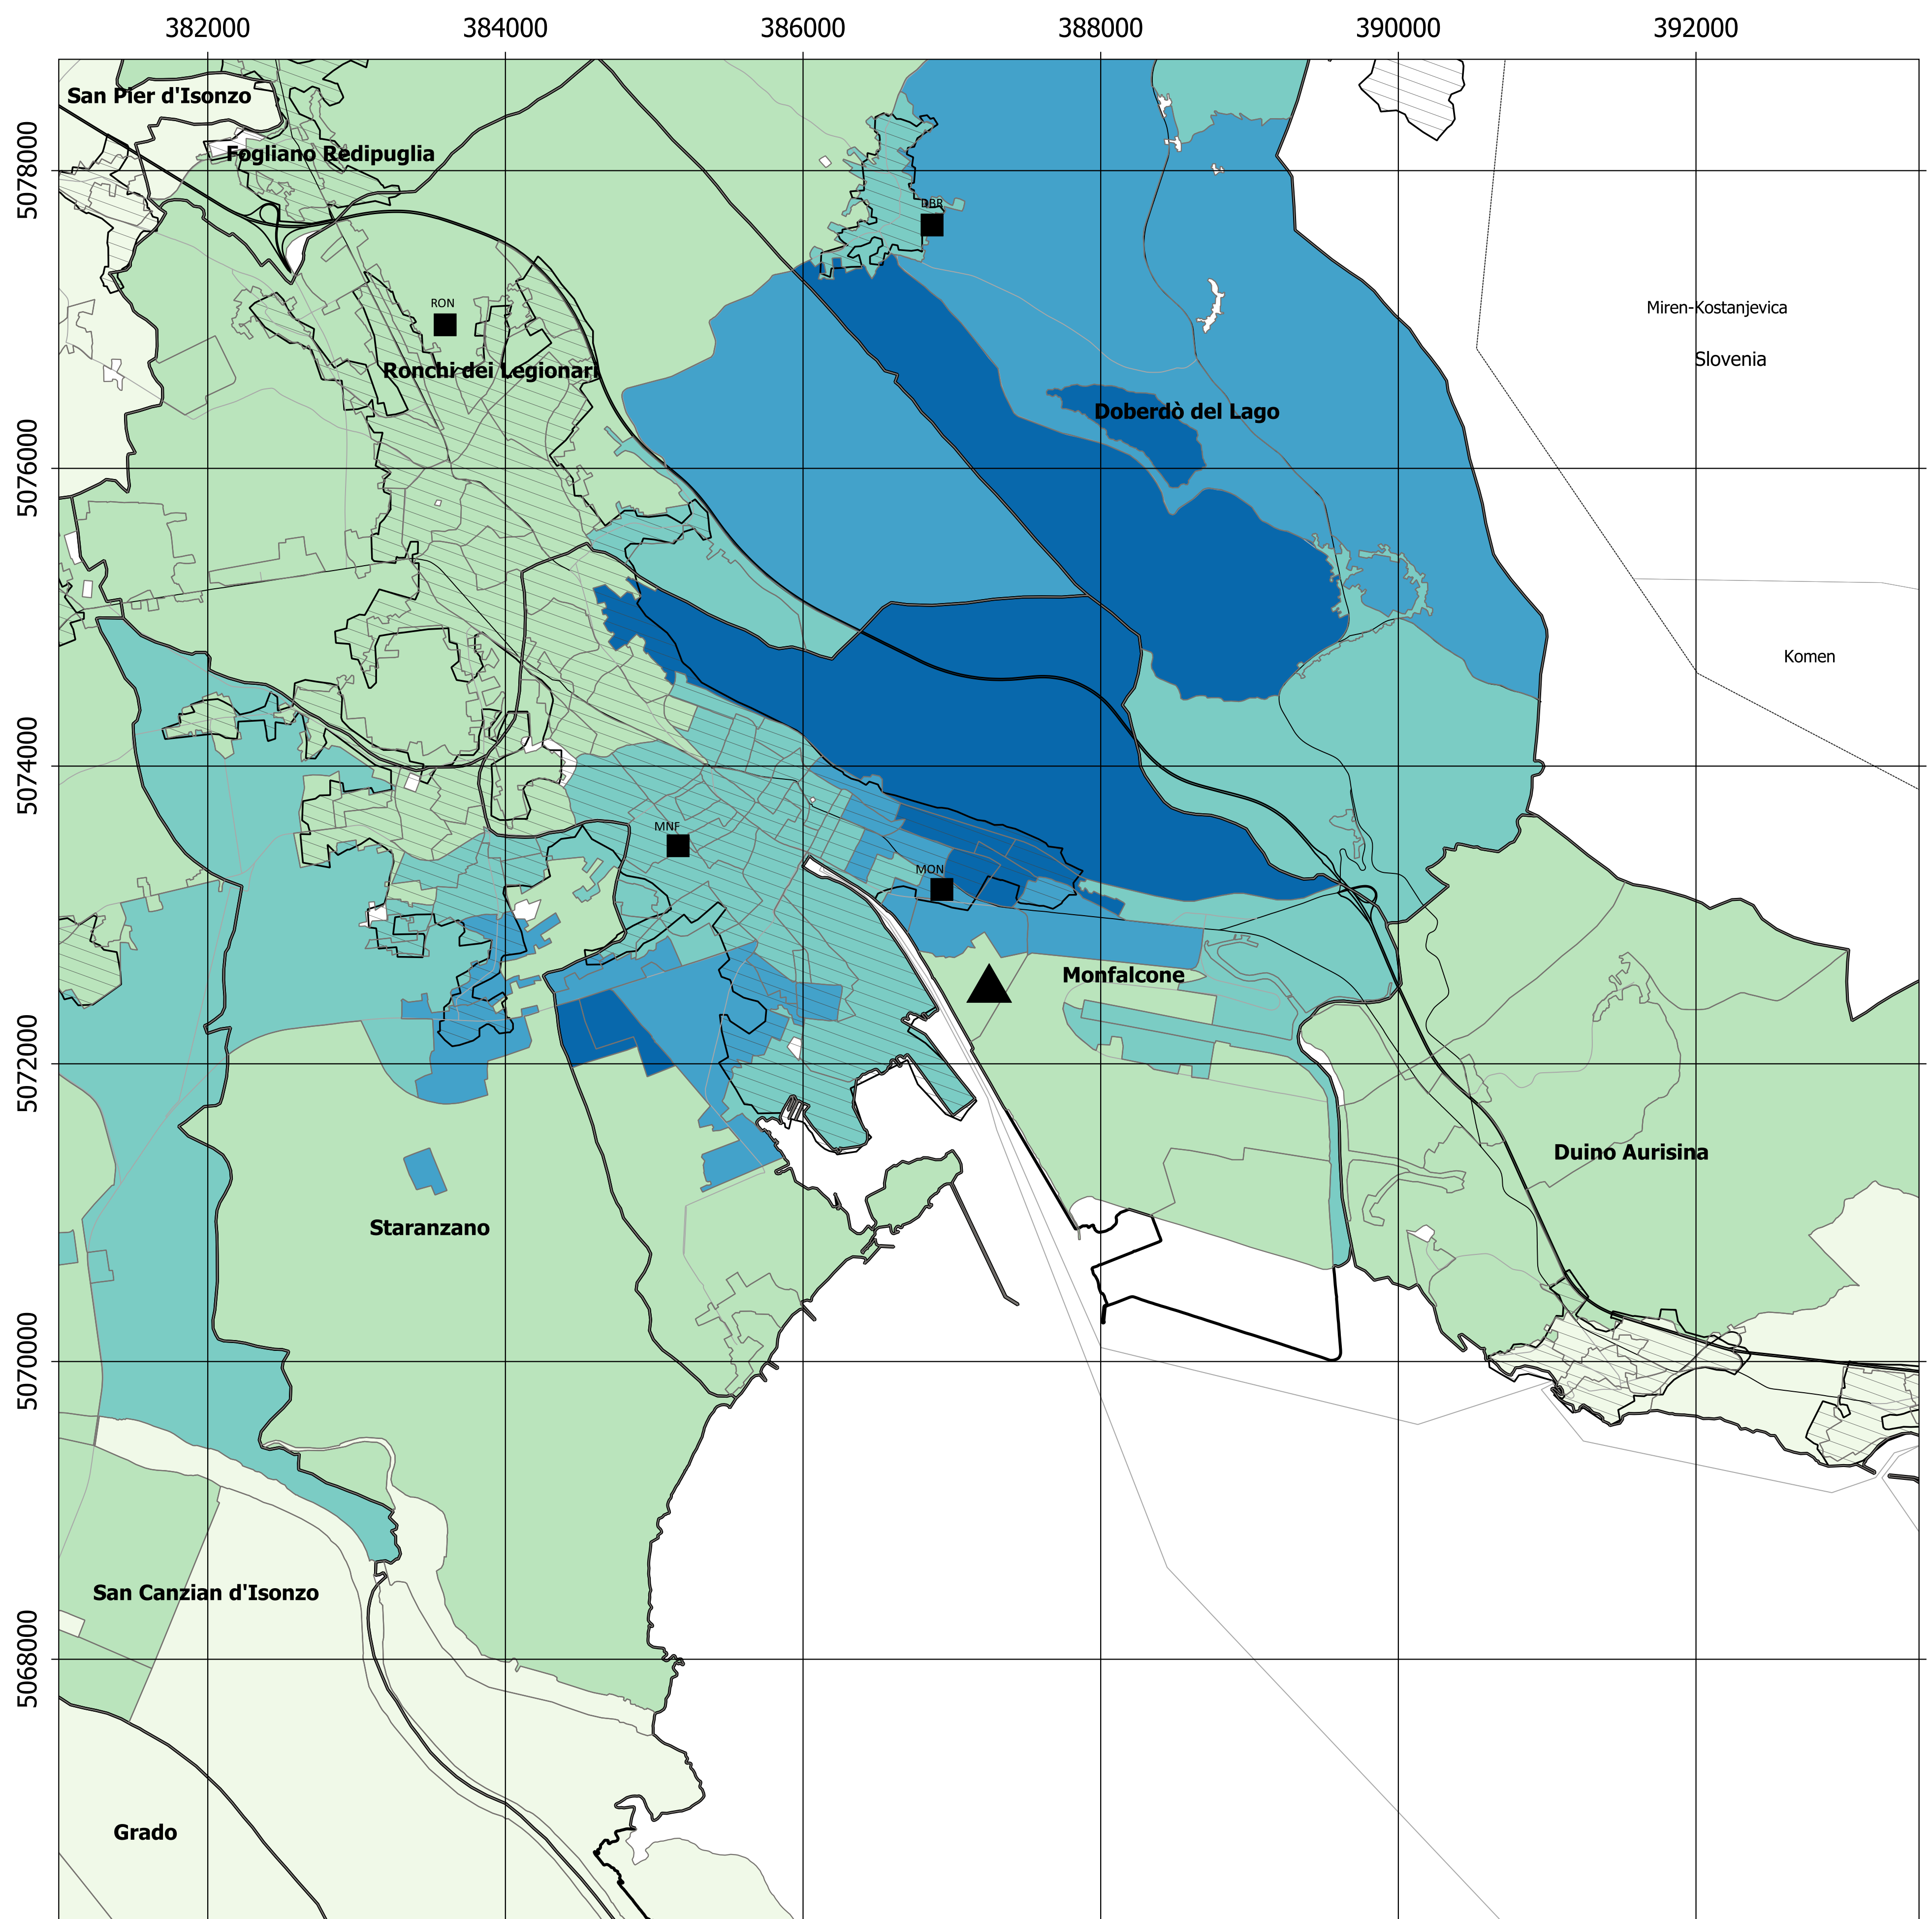 382000
384000
386000
388000
390000
392000
San Pier d'Isonzo
Fogliano Redipuglia
5078000
DBR
RON
Miren-Kostanjevica
Slovenia
Ronchi dei Legionari
Doberdò del Lago
5076000
Komen
5074000
MNF
MON
Monfalcone
5072000
Duino Aurisina
Staranzano
5070000
San Canzian d'Isonzo
5068000
Grado